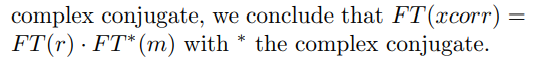 complex conjugate, we conclude that FT(xcorr) =
FT(r) · FT*(m) with * the complex conjugate.